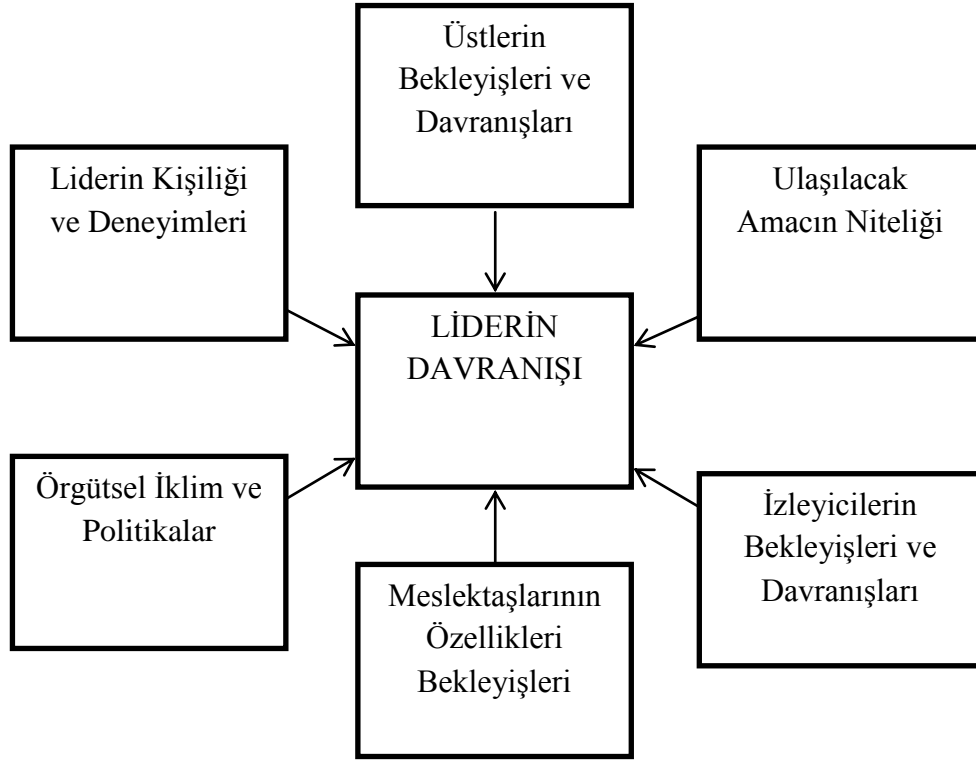 Üstlerin
Bekleyişleri ve
Davranışları
Liderin Kişiliği
ve Deneyimleri
Ulaşılacak
Amacın Niteliği
LİDERİN
DAVRANIŞI
Örgütsel İklim ve
Politikalar
İzleyicilerin
Bekleyişleri ve
Davranışları
Meslektaşlarının
Özellikleri
Bekleyişleri